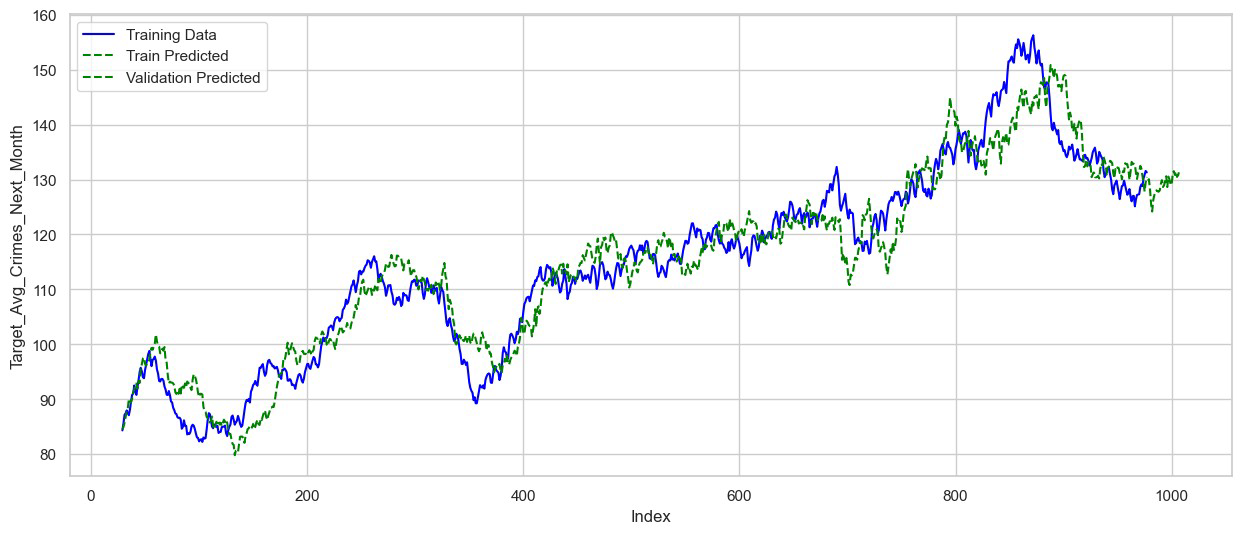 Training Data
Train Predicted
Validation Predicted
Target_Avg_Crimes_Next_Month
160
150
140
130
120
110
100
90
80
0 200 400 600 800 1000
Index